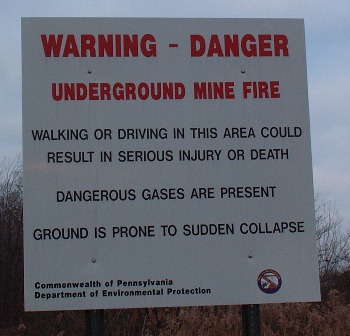 WARNING - DANGER
UNDERGROUND MINE FIRE
WALKING OR DRIVING IN THIS AREA COULD
RESULT IN SERIOUS INJURY OR DEATH
DANGEROUS GASES ARE PRESENT
GROUND IS PRONE TO SUDDEN COLLAPSE
Commonwealth of Pennsylvania
Department of Environmental Protection